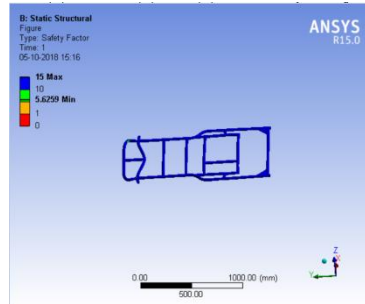 B: Static Structural
Figure
Type: Safety Factor
Time: 1
05-10-2018 15:16
ANSYS
R15.0
15 Max
10
5.6259 Min
1
0
0.00
1000.00 (mm)
500.00
Z
X
Y